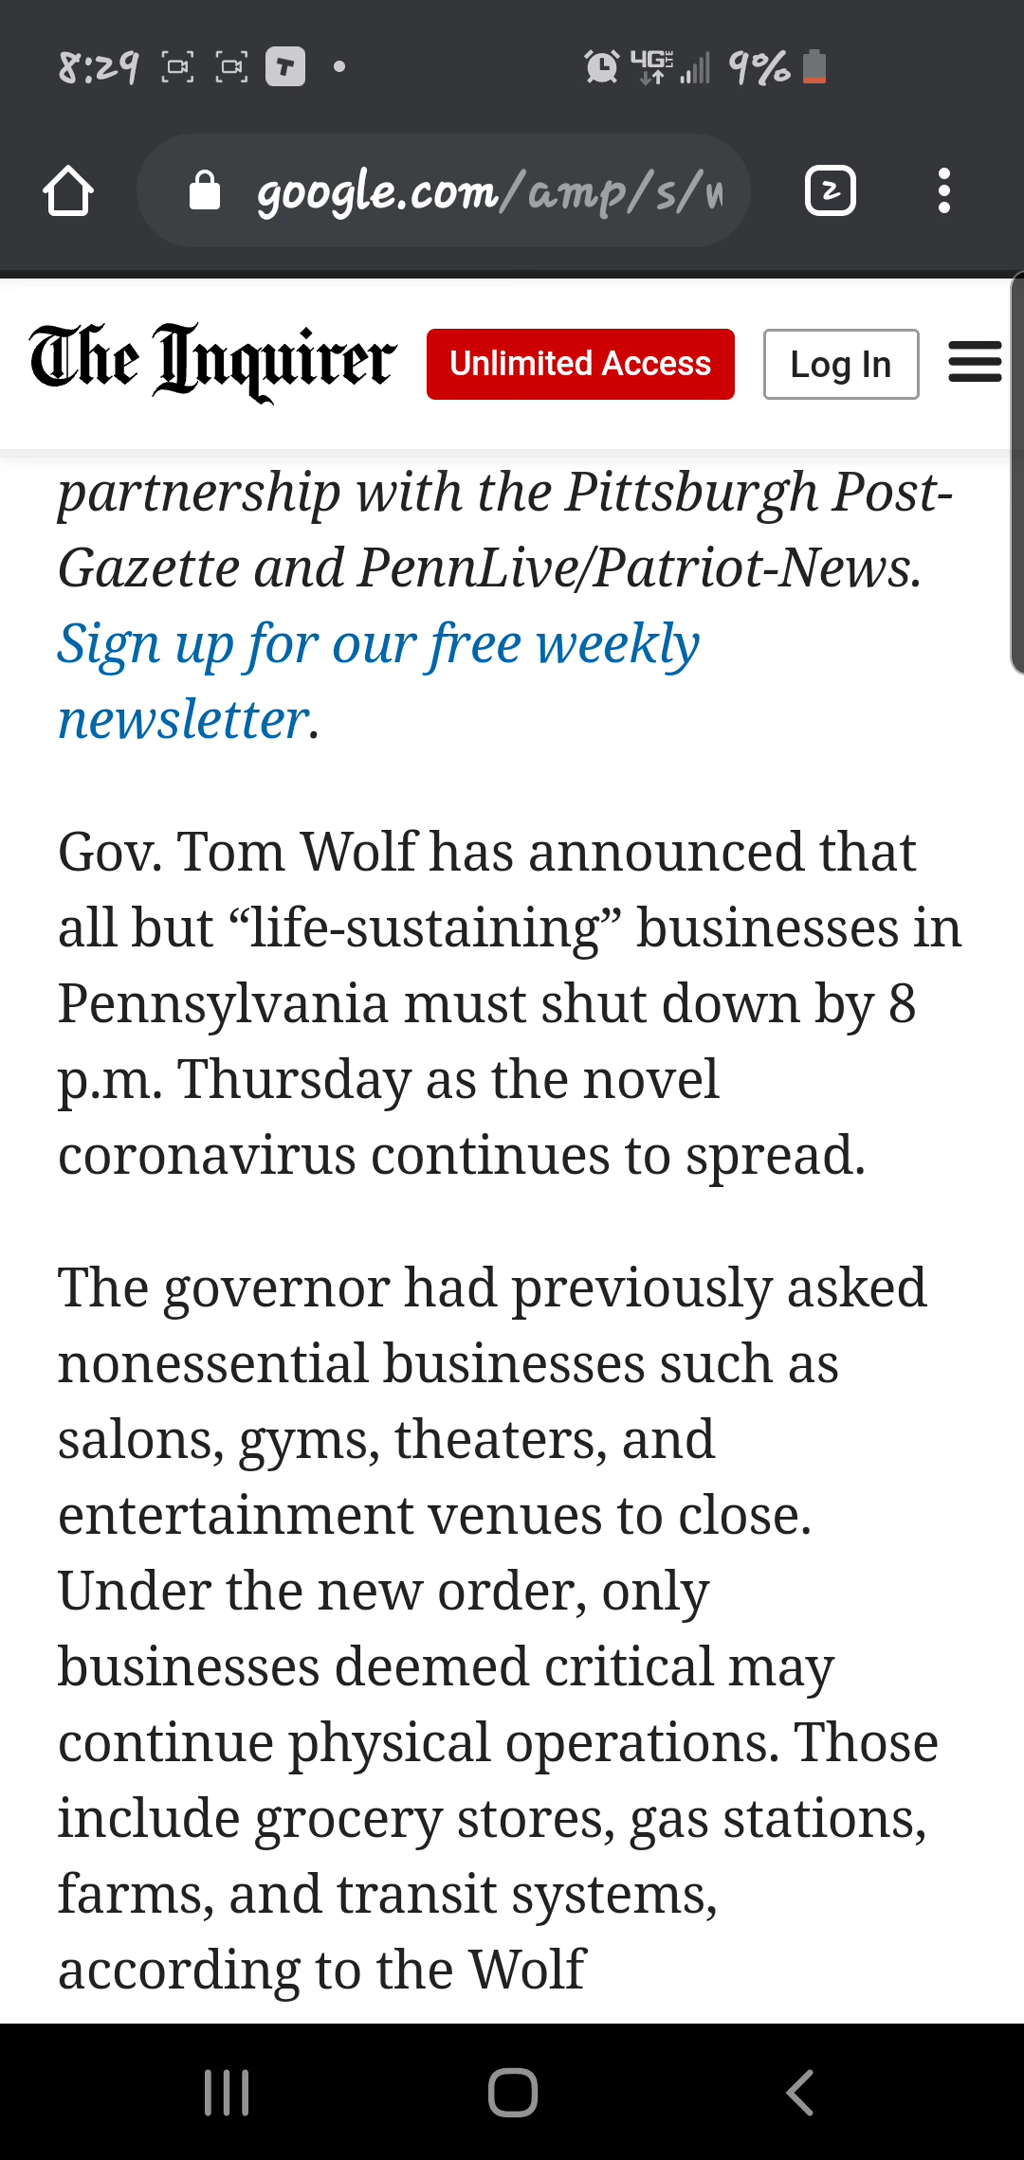 8:29 T 4G LTE 9%
google.com/amp/s/w 2
The Inquirer Unlimited Access Log In
partnership with the Pittsburgh Post-
Gazette and PennLive/Patriot-News.
Sign up for our free weekly
newsletter.
Gov. Tom Wolf has announced that
all but “life-sustaining” businesses in
Pennsylvania must shut down by 8
p.m. Thursday as the novel
coronavirus continues to spread.
The governor had previously asked
nonessential businesses such as
salons, gyms, theaters, and
entertainment venues to close.
Under the new order, only
businesses deemed critical may
continue physical operations. Those
include grocery stores, gas stations,
farms, and transit systems,
according to the Wolf